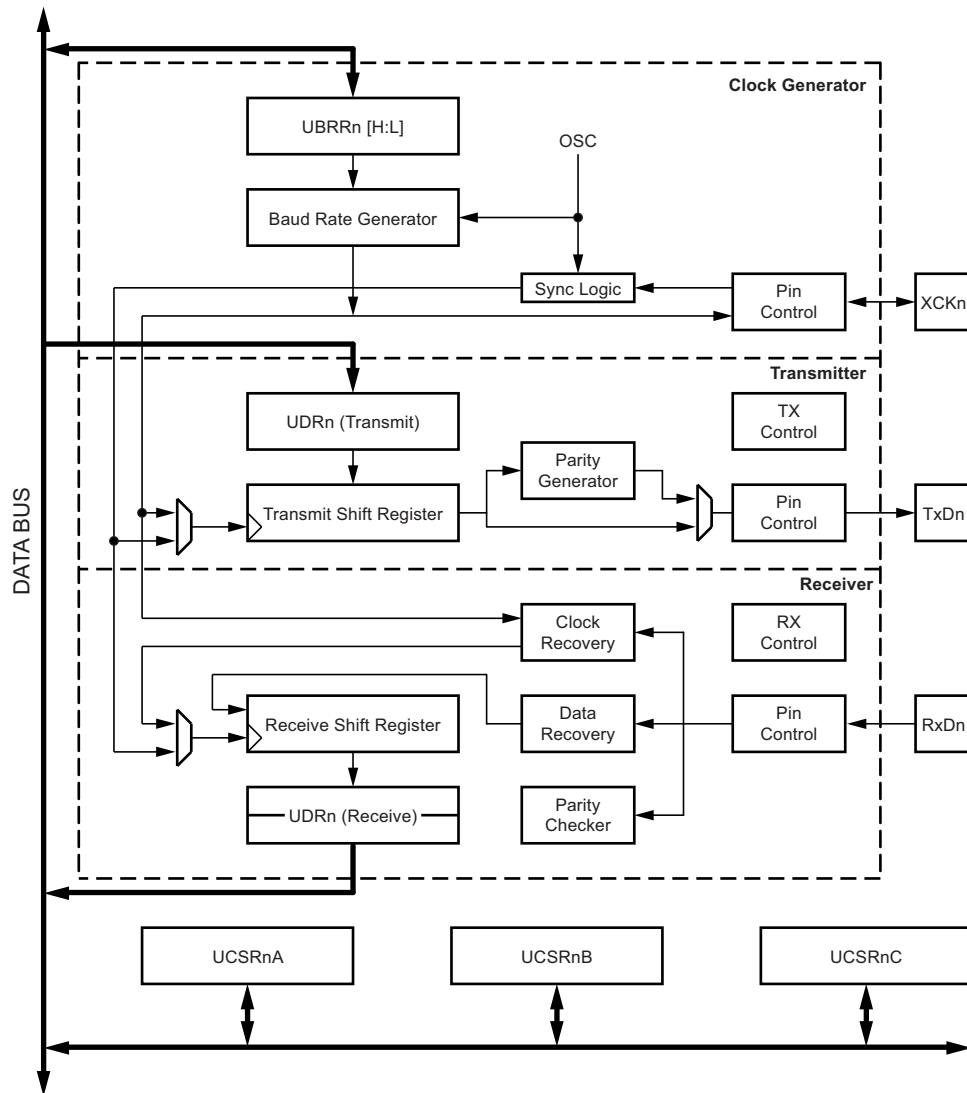 Clock Generator
UBRRn [H:L]
OSC
Baud Rate Generator
Sync Logic
Pin
Control
XCKn
Transmitter
UDRn (Transmit)
TX
Control
Parity
Generator
Transmit Shift Register
Pin
Control
TxDn
DATA BUS
Receiver
Clock
Recovery
RX
Control
Receive Shift Register
Data
Recovery
Pin
Control
RxDn
UDRn (Receive)
Parity
Checker
UCSRnA
UCSRnB
UCSRnC